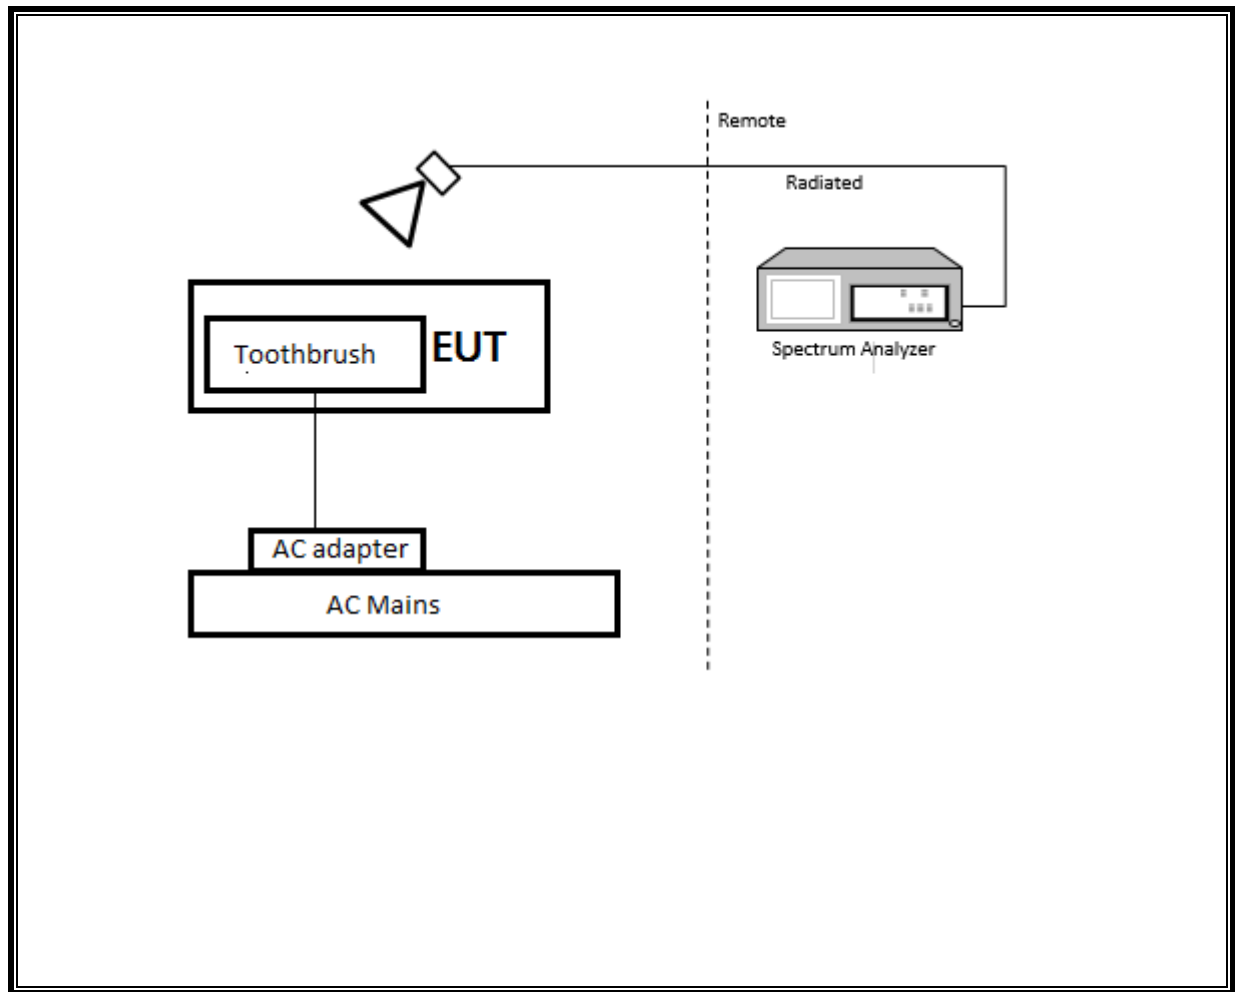 Remote
Radiated
Toothbrush
EUT
Spectrum Analyzer
AC adapter
AC Mains